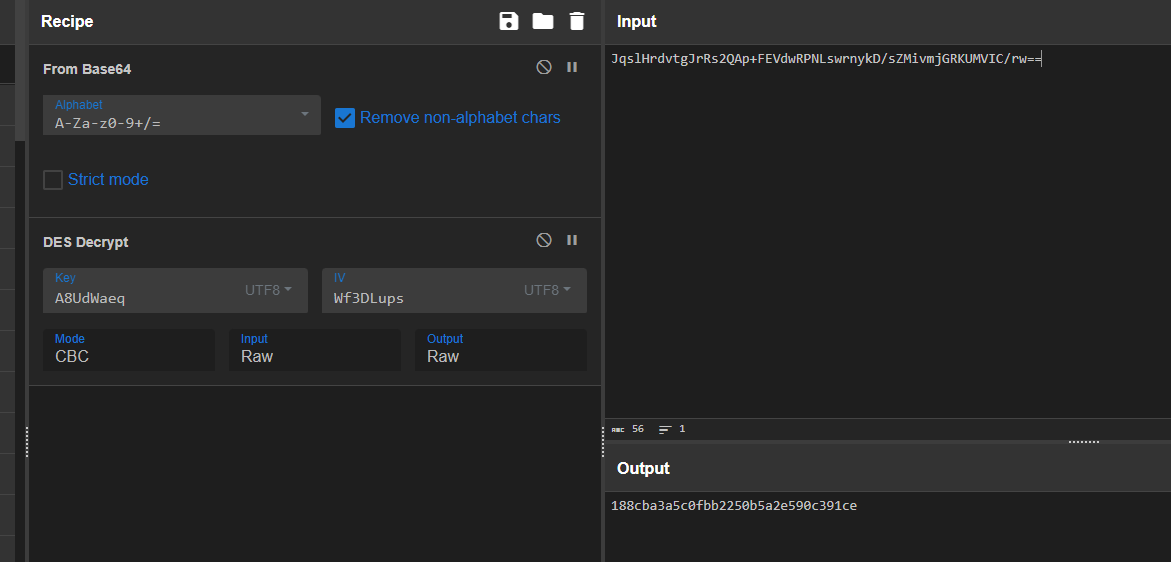 Recipe
From Base64
Alphabet
A-Za-z0-9+/=
Remove non-alphabet chars
Strict mode
DES Decrypt
Key
A8UdWaeq
UTF8
IV
Wf3DLups
UTF8
Mode
CBC
Input
Raw
Output
Raw
Input
JqslHrdvtgJrRs2QAp+FEVdwRPNLswrnykD/sZMivmjGRKUMVIC/rw==
ABC 56 1
Output
188cba3a5c0fbb2250b5a2e590c391ce